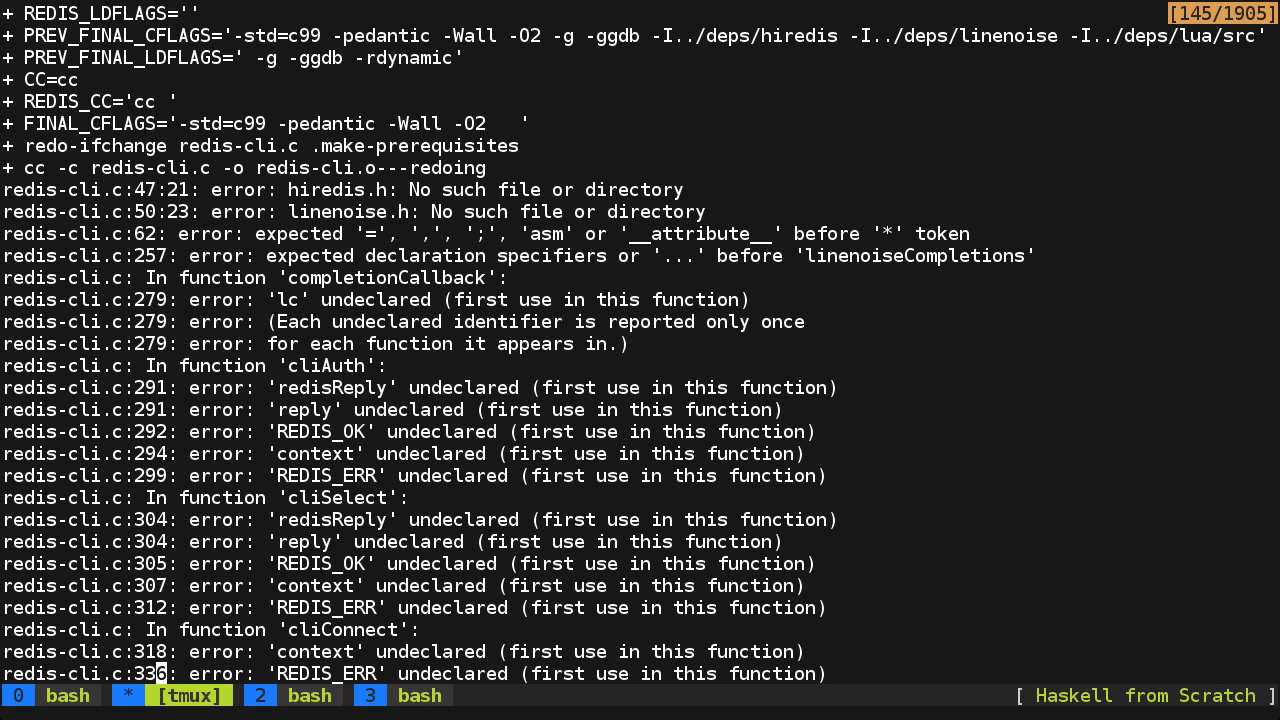 + REDIS_LDFLAGS=''
[145/1905]
+ PREV_FINAL_CFLAGS='-std=c99 -pedantic -Wall -O2 -g -ggdb -I../deps/hiredis -I../deps/linenoise -I../deps/lua/src'
+ PREV_FINAL_LDFLAGS=' -g -ggdb -rdynamic'
+ CC=cc
+ REDIS_CC='cc '
+ FINAL_CFLAGS='-std=c99 -pedantic -Wall -O2   '
+ redo-ifchange redis-cli.c .make-prerequisites
+ cc -c redis-cli.c -o redis-cli.o---redoing
redis-cli.c:47:21: error: hiredis.h: No such file or directory
redis-cli.c:50:23: error: linenoise.h: No such file or directory
redis-cli.c:62: error: expected '=', ',', ';', 'asm' or '__attribute__' before '*' token
redis-cli.c:257: error: expected declaration specifiers or '...' before 'linenoiseCompletions'
redis-cli.c: In function 'completionCallback':
redis-cli.c:279: error: 'lc' undeclared (first use in this function)
redis-cli.c:279: error: (Each undeclared identifier is reported only once
redis-cli.c:279: error: for each function it appears in.)
redis-cli.c: In function 'cliAuth':
redis-cli.c:291: error: 'redisReply' undeclared (first use in this function)
redis-cli.c:291: error: 'reply' undeclared (first use in this function)
redis-cli.c:292: error: 'REDIS_OK' undeclared (first use in this function)
redis-cli.c:294: error: 'context' undeclared (first use in this function)
redis-cli.c:299: error: 'REDIS_ERR' undeclared (first use in this function)
redis-cli.c: In function 'cliSelect':
redis-cli.c:304: error: 'redisReply' undeclared (first use in this function)
redis-cli.c:304: error: 'reply' undeclared (first use in this function)
redis-cli.c:305: error: 'REDIS_OK' undeclared (first use in this function)
redis-cli.c:307: error: 'context' undeclared (first use in this function)
redis-cli.c:312: error: 'REDIS_ERR' undeclared (first use in this function)
redis-cli.c: In function 'cliConnect':
redis-cli.c:318: error: 'context' undeclared (first use in this function)
redis-cli.c:336: error: 'REDIS_ERR' undeclared (first use in this function)
0 bash * [tmux] 2 bash 3 bash [ Haskell from Scratch ]